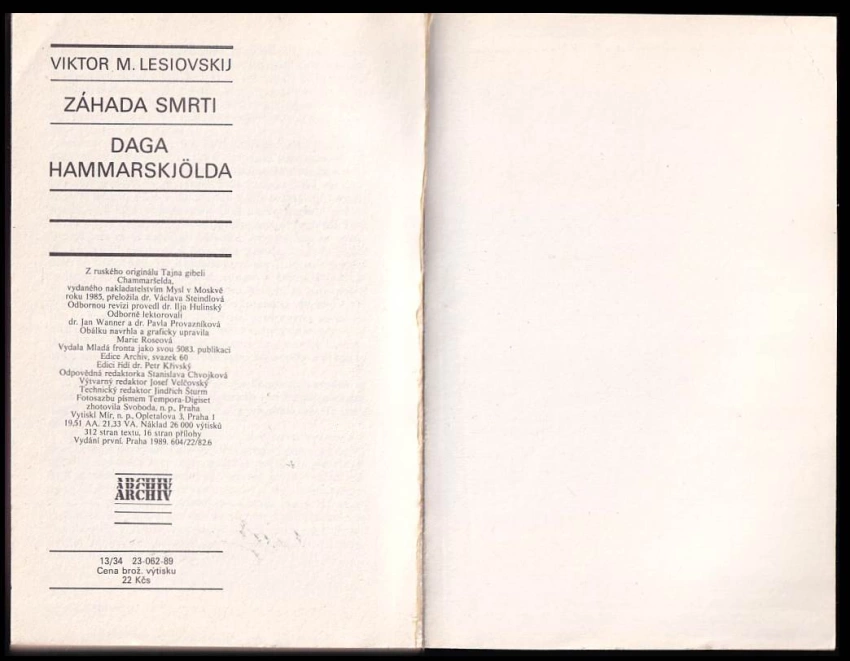 VIKTOR M. LESIOVSKIJ
ZÁHADA SMRTI
DAGA
HAMMARSKJÖLDA
Z ruského originálu Tajna gibeli
Chammaršelda,
vydaného nakladatelstvím Mysl v Moskvě
roku 1985, přeložila dr. Václava Steindlová
Odbornou revizi provedl dr. Ilja Hulinský
Odborně lektorovali
dr. Jan Wanner a dr. Pavla Provazníková
Obálku navrhla a graficky upravila
Marie Roseová
Vydala Mladá fronta jako svou 5083. publikaci
Edice Archiv, svazek 60
Edici řídí dr. Petr Křivský
Odpovědná redaktorka Stanislava Chvojková
Výtvarný redaktor Josef Velčovský
Technický redaktor Jindřich Šturm
Fotosazbu písmem Tempora-Digiset
zhotovila Svoboda, n. p., Praha
Vytiskl Mír, n. p., Opletalova 3, Praha 1
19,51 AA. 21,33 VA. Náklad 26 000 výtisků
312 stran textu, 16 stran přílohy
Vydání první. Praha 1989. 604/22/82.6
ARCHIV
ARCHIV
13/34 23-062-89
Cena brož. výtisku
22 Kčs